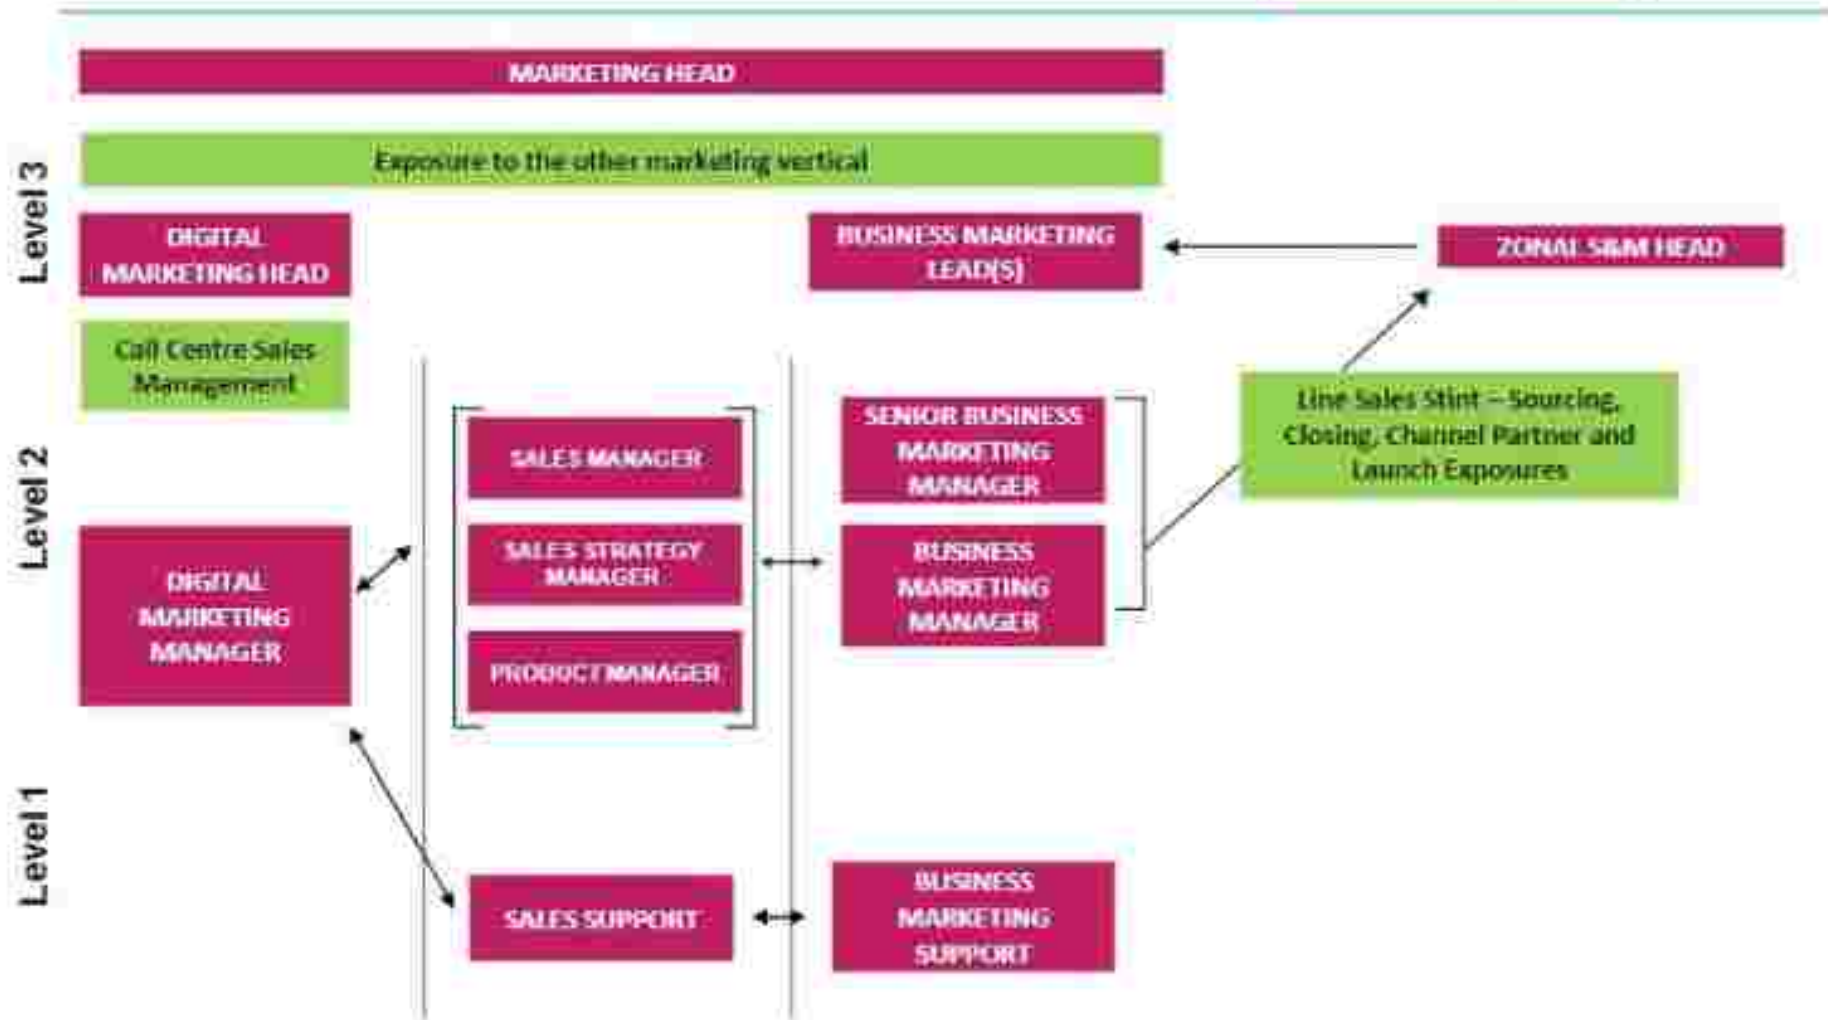 MARKETING HEAD
Exposure to the other marketing vertical
Level 3
DIGITAL
MARKETING HEAD
BUSINESS MARKETING
LEAD(S)
ZONAL S&M HEAD
Call Centre Sales
Management
Level 2
SALES MANAGER
SALES STRATEGY
MANAGER
PRODUCT MANAGER
SENIOR BUSINESS
MARKETING
MANAGER
BUSINESS
MARKETING
MANAGER
Line Sales Stint – Sourcing,
Closing, Channel Partner and
Launch Exposures
DIGITAL
MARKETING
MANAGER
Level 1
SALES SUPPORT
BUSINESS
MARKETING
SUPPORT